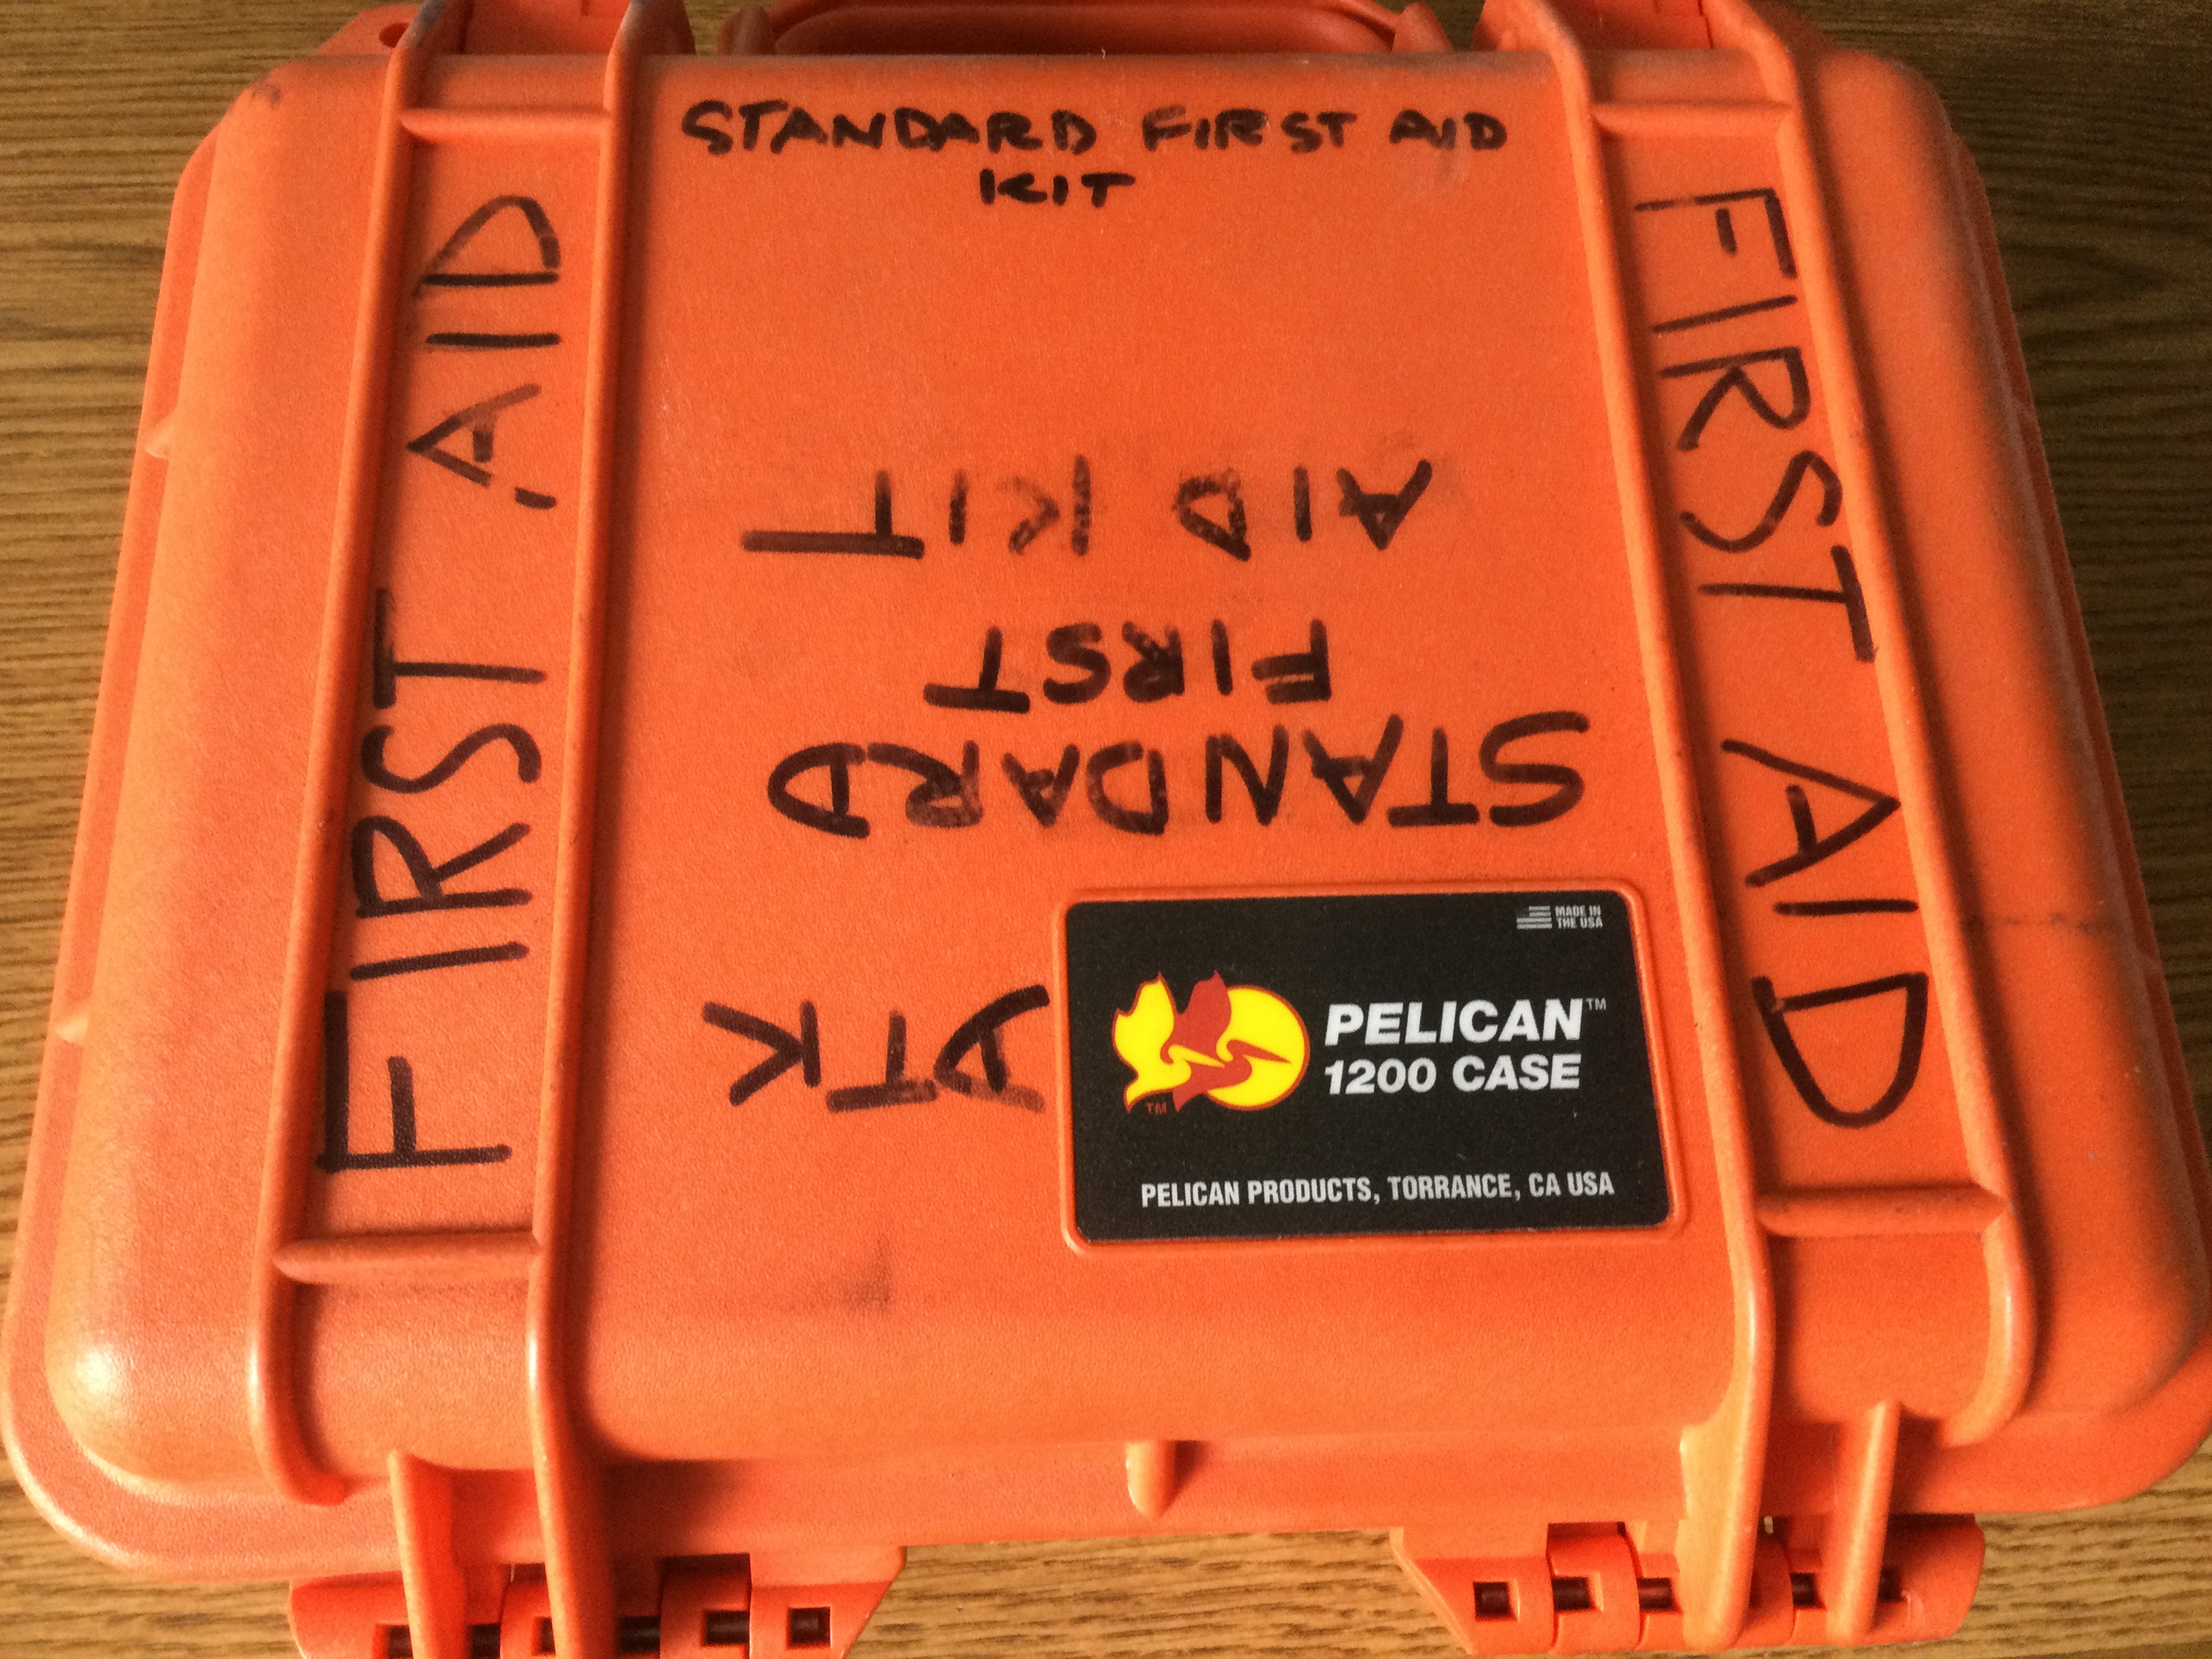 STANDARD FIRST AID
KIT
FIRST AID
FIRST AID
STANDARD
FIRST
AID KIT
MADE IN
THE USA
PELICAN™
1200 CASE
TM
PELICAN PRODUCTS, TORRANCE, CA USA